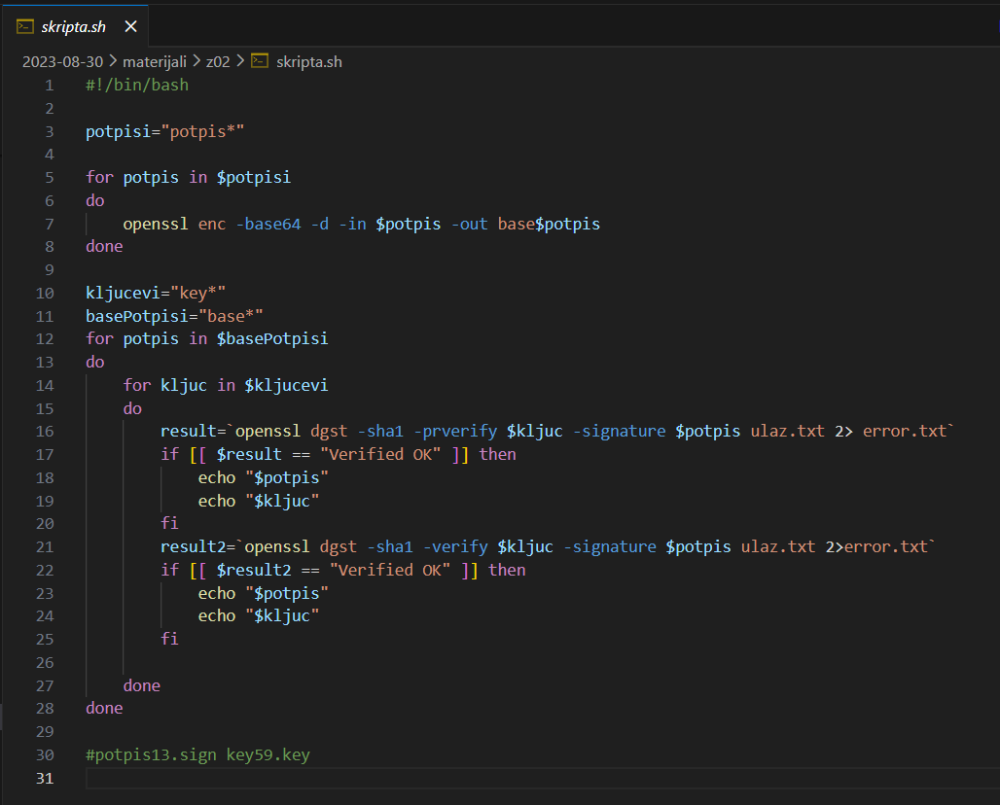 skripta.sh
2023-08-30 > materijali > z02 > skripta.sh
1 #!/bin/bash
2
3 potpisi="potpis*"
4
5 for potpis in $potpisi
6 do
7 openssl enc -base64 -d -in $potpis -out base$potpis
8 done
9
10 kljucevi="key*"
11 basePotpisi="base*"
12 for potpis in $basePotpisi
13 do
14 for kljuc in $kljucevi
15 do
16 result=`openssl dgst -sha1 -prverify $kljuc -signature $potpis ulaz.txt 2> error.txt`
17 if [[ $result == "Verified OK" ]] then
18 echo "$potpis"
19 echo "$kljuc"
20 fi
21 result2=`openssl dgst -sha1 -verify $kljuc -signature $potpis ulaz.txt 2>error.txt`
22 if [[ $result2 == "Verified OK" ]] then
23 echo "$potpis"
24 echo "$kljuc"
25 fi
26
27 done
28 done
29
30 #potpis13.sign key59.key
31